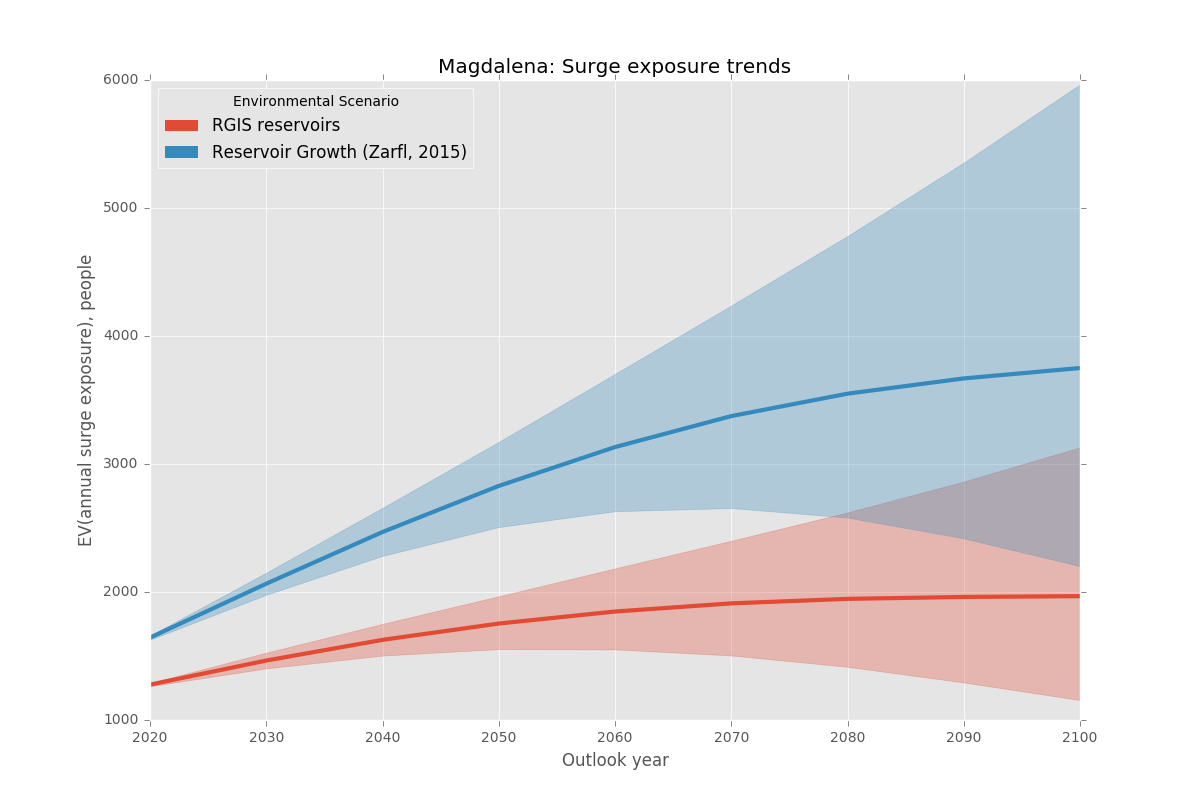 Magdalena: Surge exposure trends
Environmental Scenario
RGIS reservoirs
Reservoir Growth (Zarfl, 2015)
EV(annual surge exposure), people
6000
5000
4000
3000
2000
1000
2020 2030 2040 2050 2060 2070 2080 2090 2100
Outlook year